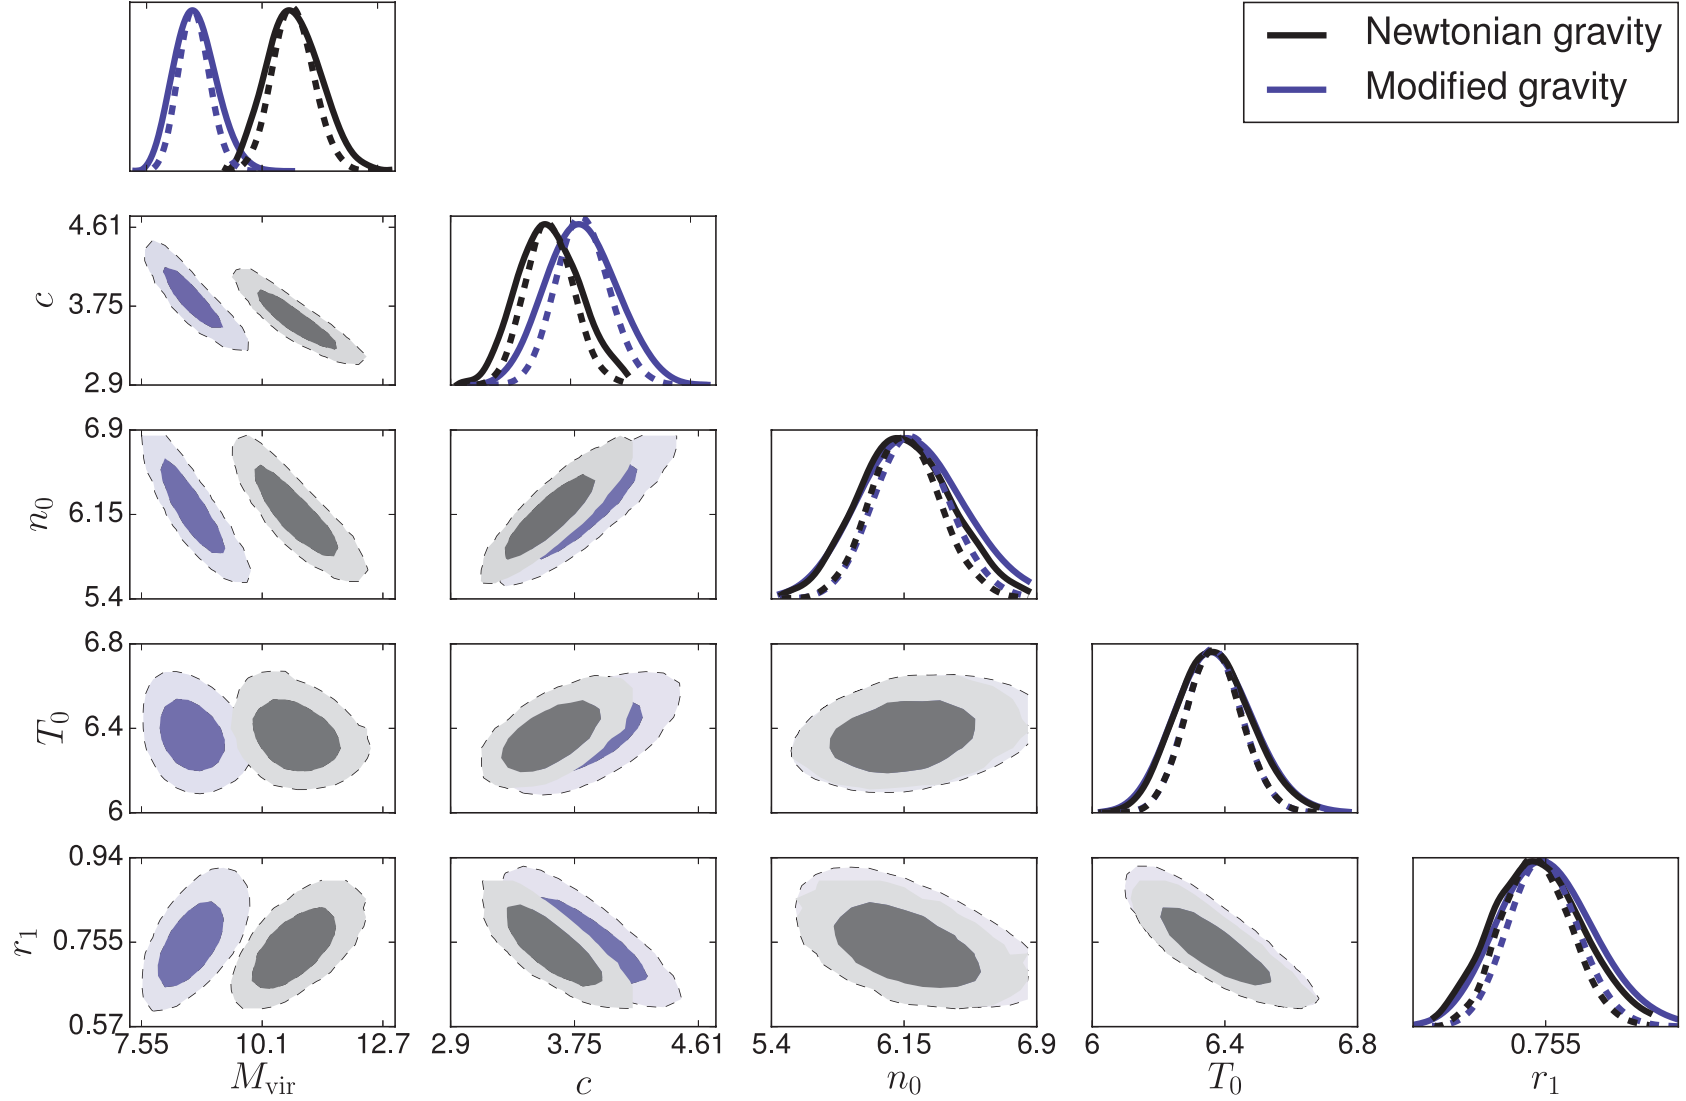 Newtonian gravity
Modified gravity
4.61
c
3.75
2.9
6.9
n₀
6.15
5.4
6.8
T₀
6.4
6
0.94
r₁
0.755
0.57
7.55 10.1 12.7 2.9 3.75 4.61 5.4 6.15 6.9 6 6.4 6.8 0.755
M_vir c n₀ T₀ r₁